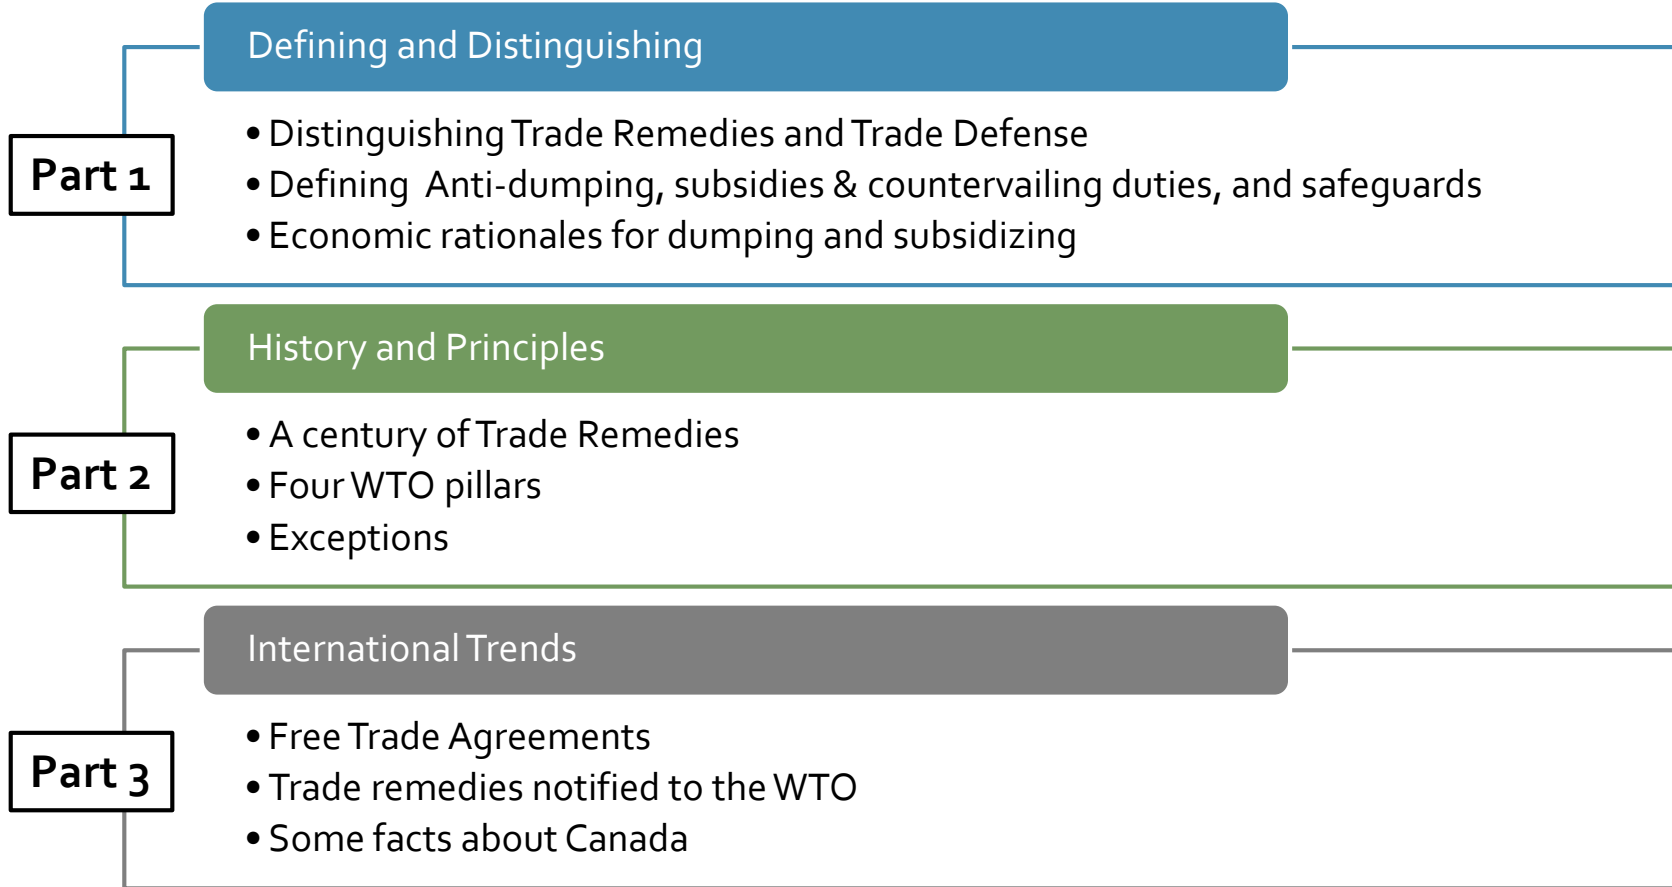 Defining and Distinguishing
Part 1
• Distinguishing Trade Remedies and Trade Defense
• Defining  Anti-dumping, subsidies & countervailing duties, and safeguards
• Economic rationales for dumping and subsidizing
History and Principles
Part 2
• A century of Trade Remedies
• Four WTO pillars
• Exceptions
International Trends
Part 3
• Free Trade Agreements
• Trade remedies notified to the WTO
• Some facts about Canada